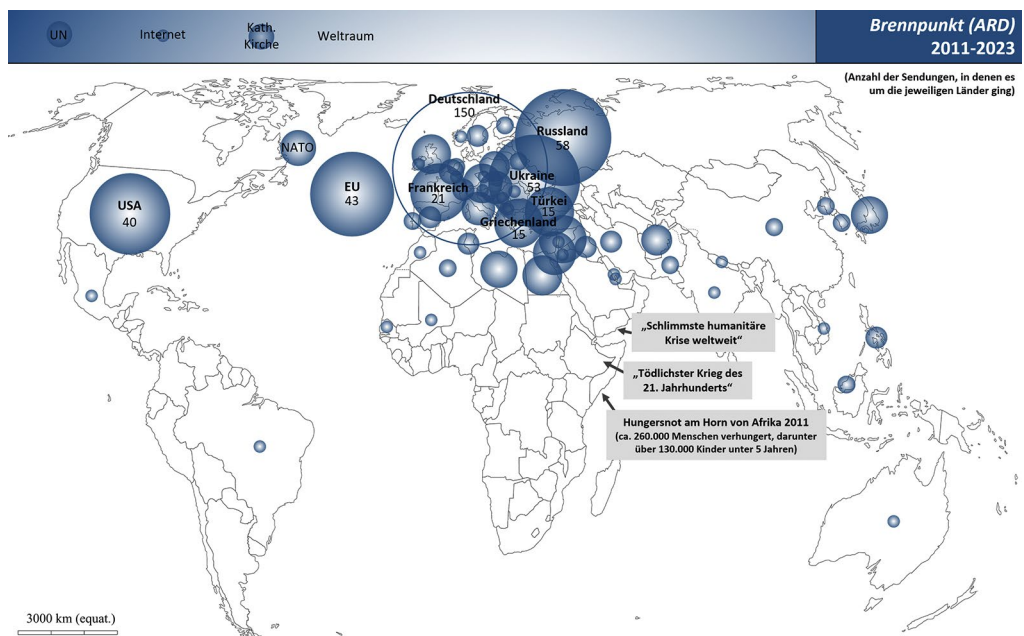 UN
Internet
Kath.
Kirche
Weltraum
Brennpunkt (ARD)
2011-2023
(Anzahl der Sendungen, in denen es
um die jeweiligen Länder ging)
Deutschland
150
Russland
58
NATO
Ukraine
53
EU
43
Frankreich
21
USA
40
Türkei
15
Griechenland
15
„Schlimmste humanitäre
Krise weltweit“
„Tödlichster Krieg des
21. Jahrhunderts“
Hungersnot am Horn von Afrika 2011
(ca. 260.000 Menschen verhungert, darunter
über 130.000 Kinder unter 5 Jahren)
3000 km (equat.)